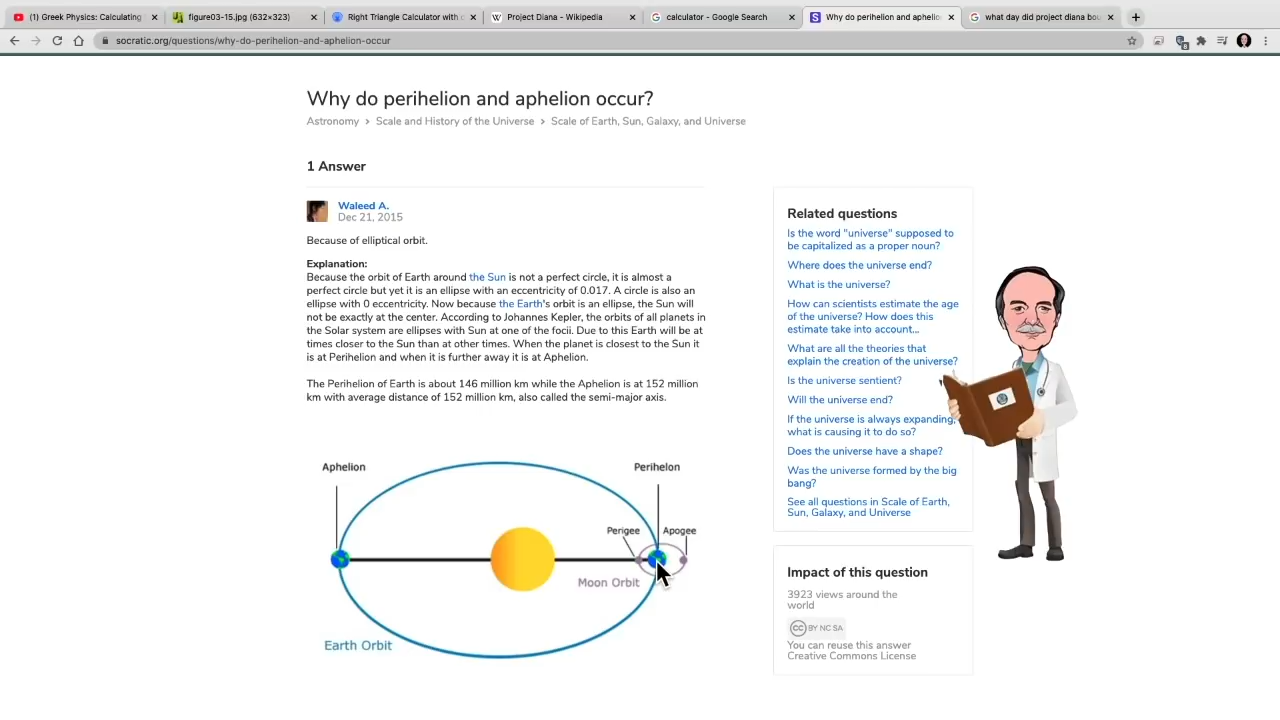 (1) Greek Physics: Calculating
figure03-15.jpg (632×323)
Right Triangle Calculator with c
Project Diana - Wikipedia
calculator - Google Search
Why do perihelion and aphelion
what day did project diana bou
socratic.org/questions/why-do-perihelion-and-aphelion-occur
Why do perihelion and aphelion occur?
Astronomy > Scale and History of the Universe > Scale of Earth, Sun, Galaxy, and Universe
1 Answer
Waleed A.
Dec 21, 2015
Because of elliptical orbit.
Explanation:
Because the orbit of Earth around the Sun is not a perfect circle, it is almost a
perfect circle but yet it is an ellipse with an eccentricity of 0.017. A circle is also an
ellipse with 0 eccentricity. Now because the Earth's orbit is an ellipse, the Sun will
not be exactly at the center. According to Johannes Kepler, the orbits of all planets in
the Solar system are ellipses with Sun at one of the focii. Due to this Earth will be at
times closer to the Sun than at other times. When the planet is closest to the Sun it
is at Perihelion and when it is further away it is at Aphelion.
The Perihelion of Earth is about 146 million km while the Aphelion is at 152 million
km with average distance of 152 million km, also called the semi-major axis.
Aphelion
Perihelon
Perigee
Apogee
Moon Orbit
Earth Orbit
Related questions
Is the word "universe" supposed to
be capitalized as a proper noun?
Where does the universe end?
What is the universe?
How can scientists estimate the age
of the universe? How does this
estimate take into account...
What are all the theories that
explain the creation of the universe?
Is the universe sentient?
Will the universe end?
If the universe is always expanding,
what is causing it to do so?
Does the universe have a shape?
Was the universe formed by the big
bang?
See all questions in Scale of Earth,
Sun, Galaxy, and Universe
Impact of this question
3923 views around the
world
CC BY NC SA
You can reuse this answer
Creative Commons License